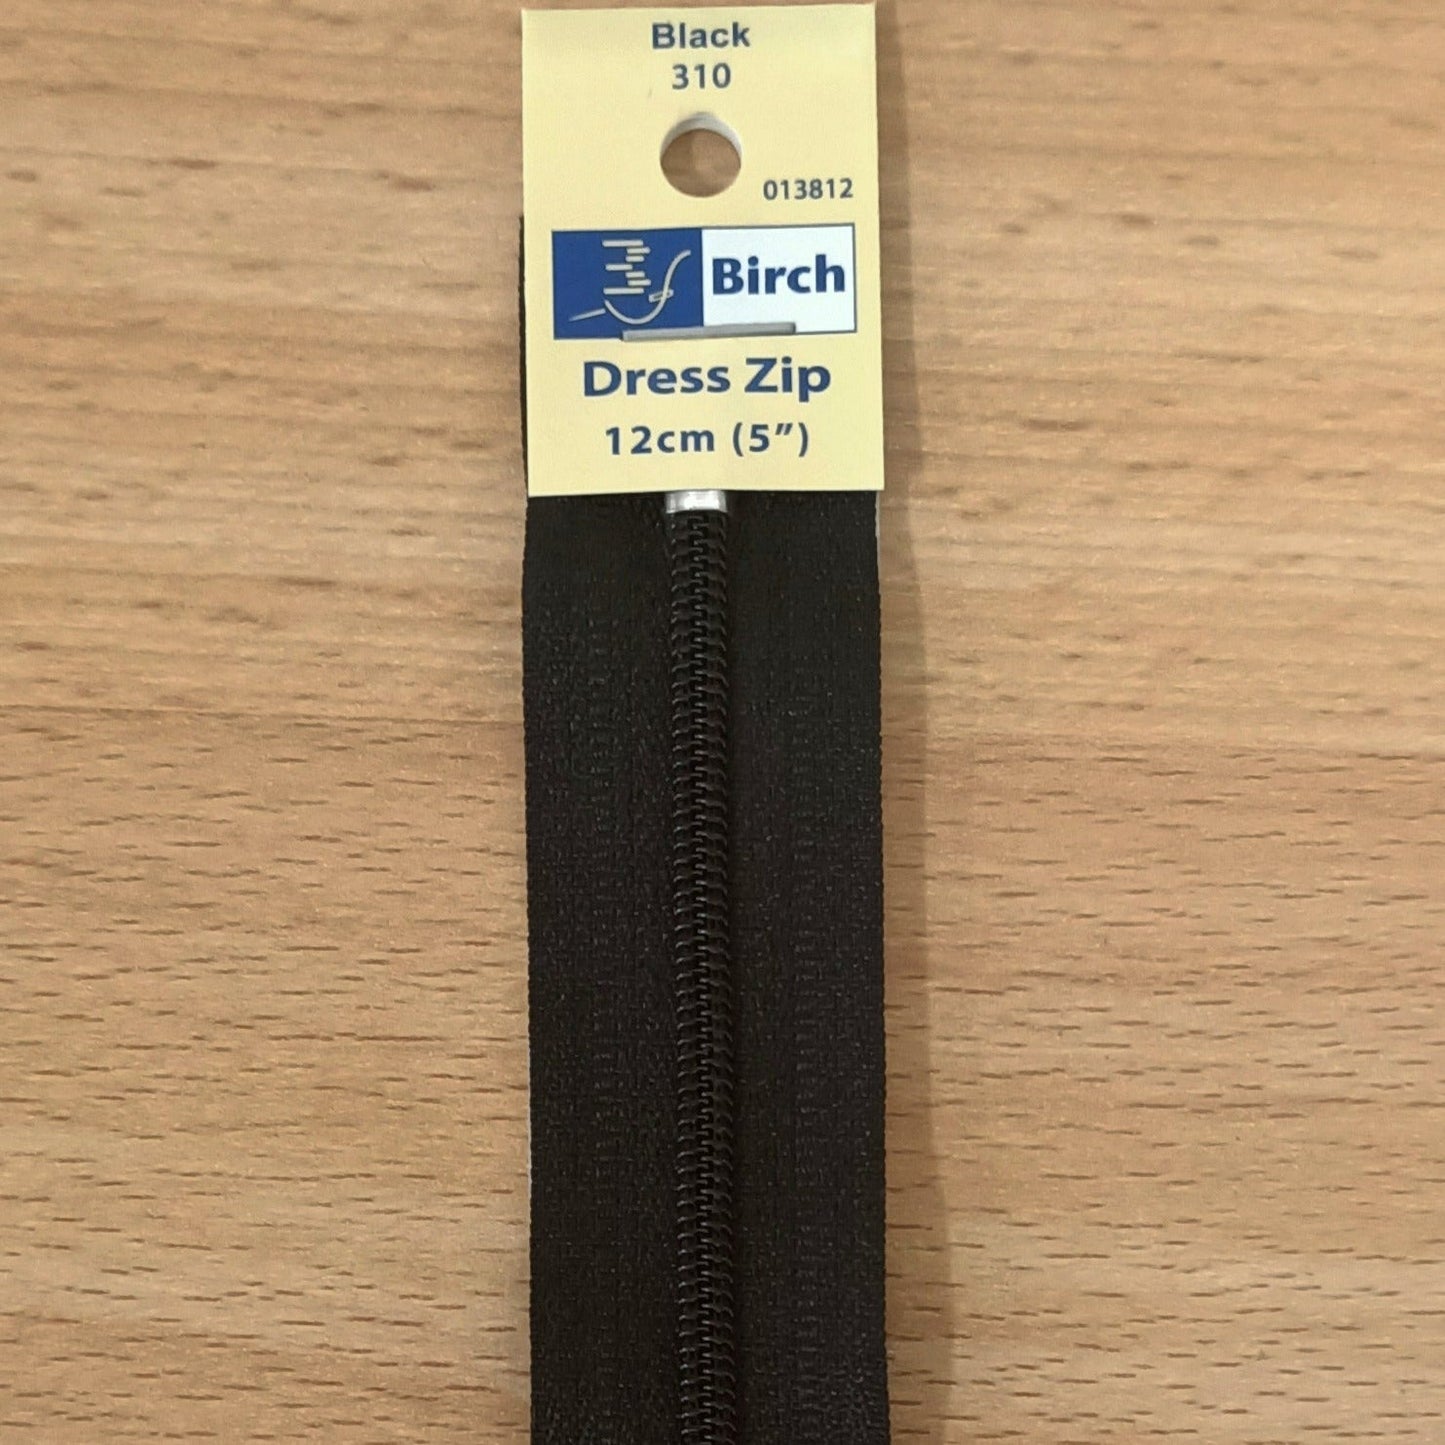 Black
310
013812
Birch
Dress Zip
12cm (5”)